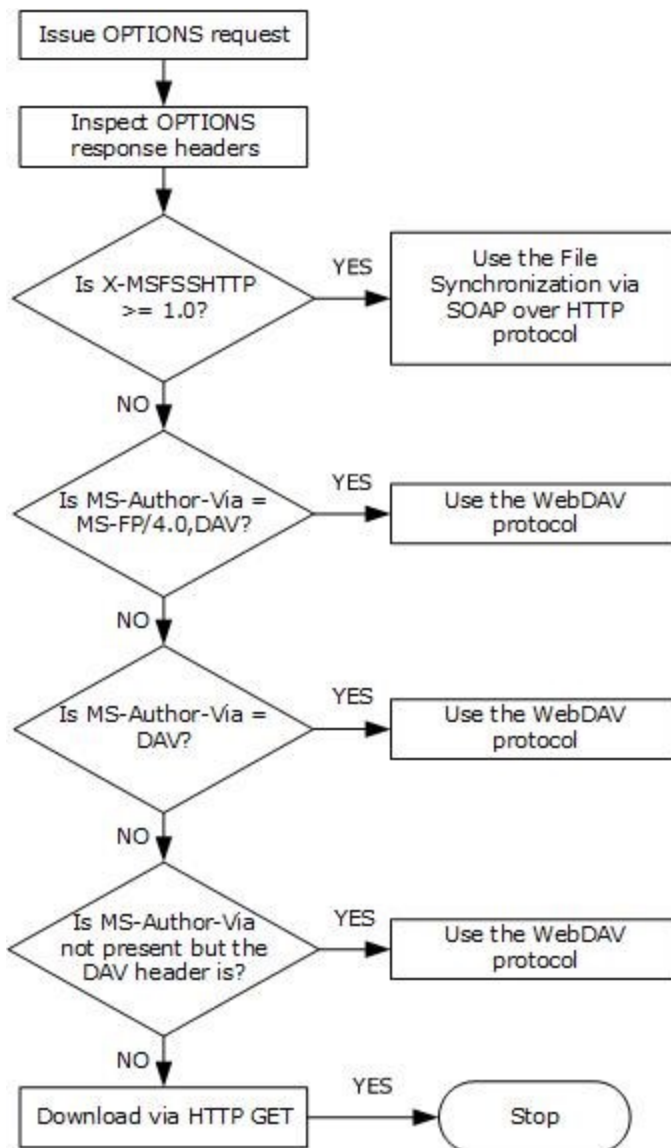 Issue OPTIONS request
Inspect OPTIONS
response headers
Is X-MSFSSHTTP
>= 1.0?
YES
Use the File
Synchronization via
SOAP over HTTP
protocol
NO
Is MS-Author-Via =
MS-FP/4.0,DAV?
YES
Use the WebDAV
protocol
NO
Is MS-Author-Via =
DAV?
YES
Use the WebDAV
protocol
NO
Is MS-Author-Via
not present but the
DAV header is?
YES
Use the WebDAV
protocol
NO
Download via HTTP GET
YES
Stop